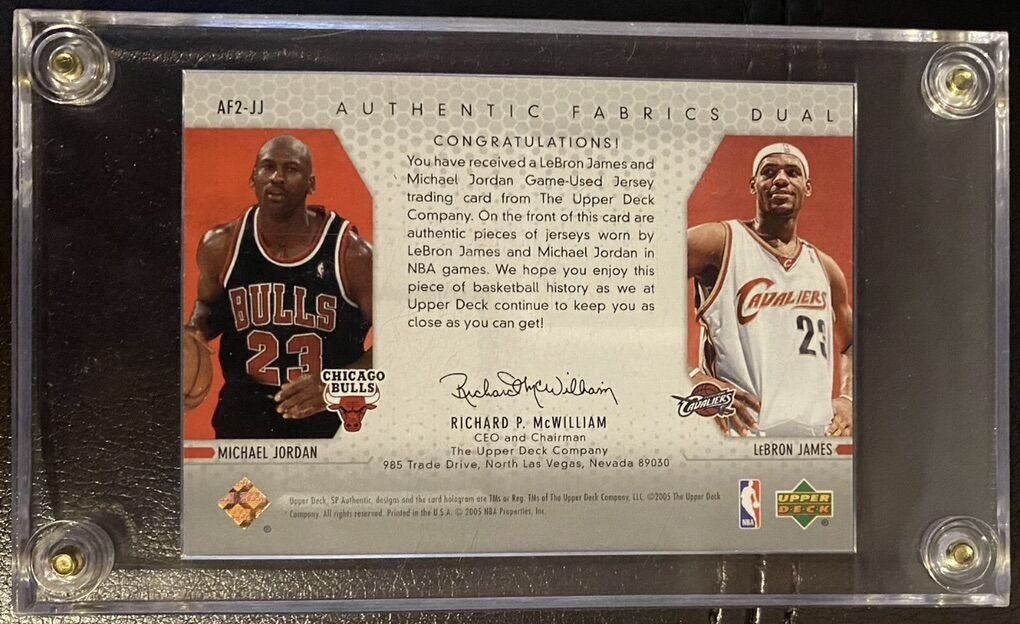 AF2-JJ
AUTHENTIC FABRICS DUAL
CONGRATULATIONS!
You have received a LeBron James and
Michael Jordan Game-Used Jersey
trading card from The Upper Deck
Company. On the front of this card are
authentic pieces of jerseys worn by
LeBron James and Michael Jordan in
NBA games. We hope you enjoy this
piece of basketball history as we at
Upper Deck continue to keep you as
close as you can get!
BULLS
23
CHICAGO
BULLS
CAVALIERS
23
CAVALIERS
Richard P. McWilliam
RICHARD P. McWILLIAM
CEO and Chairman
The Upper Deck Company
985 Trade Drive, North Las Vegas, Nevada 89030
MICHAEL JORDAN
LEBRON JAMES
Upper Deck, SP Authentic, designs and the card hologram are TMs or Reg. TMs of The Upper Deck Company, LLC. ©2005 The Upper Deck
Company. All rights reserved. Printed in the U.S.A. © 2005 NBA Properties, Inc.
®
NBA
UPPER
DECK
®